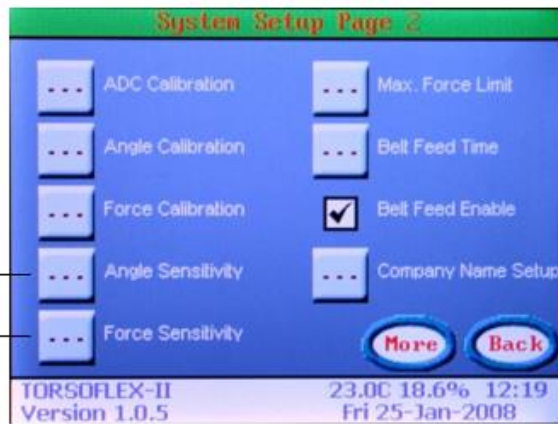 System Setup Page 2
... ADC Calibration
... Max. Force Limit
... Angle Calibration
... Belt Feed Time
... Force Calibration
Belt Feed Enable
... Angle Sensitivity
... Company Name Setup
... Force Sensitivity
More Back
TORSOFLEX-II 23.0C 18.6% 12:19
Version 1.0.5 Fri 25-Jan-2008